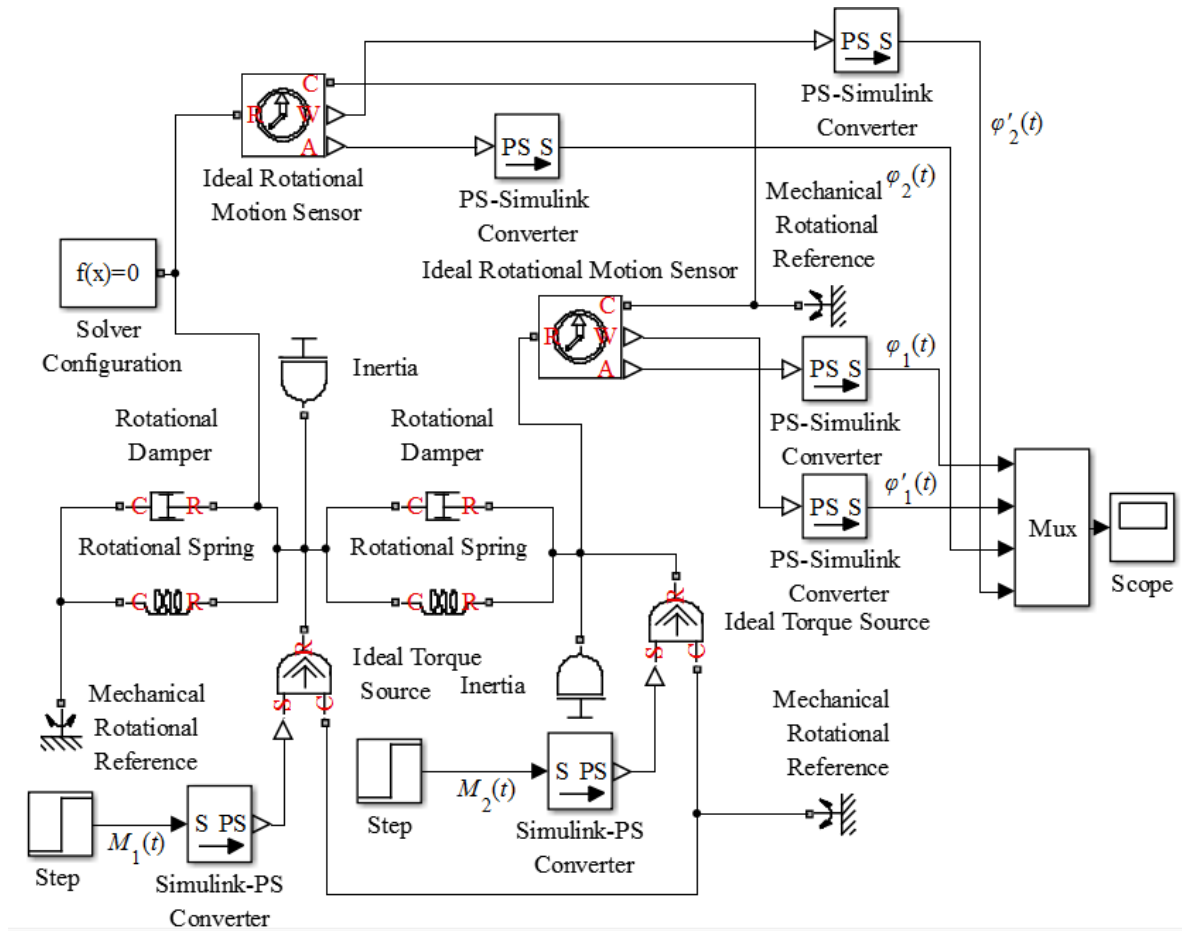 PS S
PS-Simulink
Converter
φ′₂(t)
C
R W
A
Ideal Rotational
Motion Sensor
PS S
PS-Simulink
Converter
φ₂(t)
Mechanical
Rotational
Reference
f(x)=0
Solver
Configuration
Ideal Rotational Motion Sensor
C
R W
A
Inertia
PS S
φ₁(t)
PS-Simulink
Converter
Rotational
Damper
Rotational
Damper
C R
C R
PS S
φ′₁(t)
PS-Simulink
Converter
Mux
Scope
Rotational Spring
Rotational Spring
C R
C R
R
S
C
Ideal Torque Source
R
S
C
Ideal Torque
Source
Inertia
Mechanical
Rotational
Reference
Mechanical
Rotational
Reference
Step
M₂(t)
S PS
Simulink-PS
Converter
Step
M₁(t)
S PS
Simulink-PS
Converter